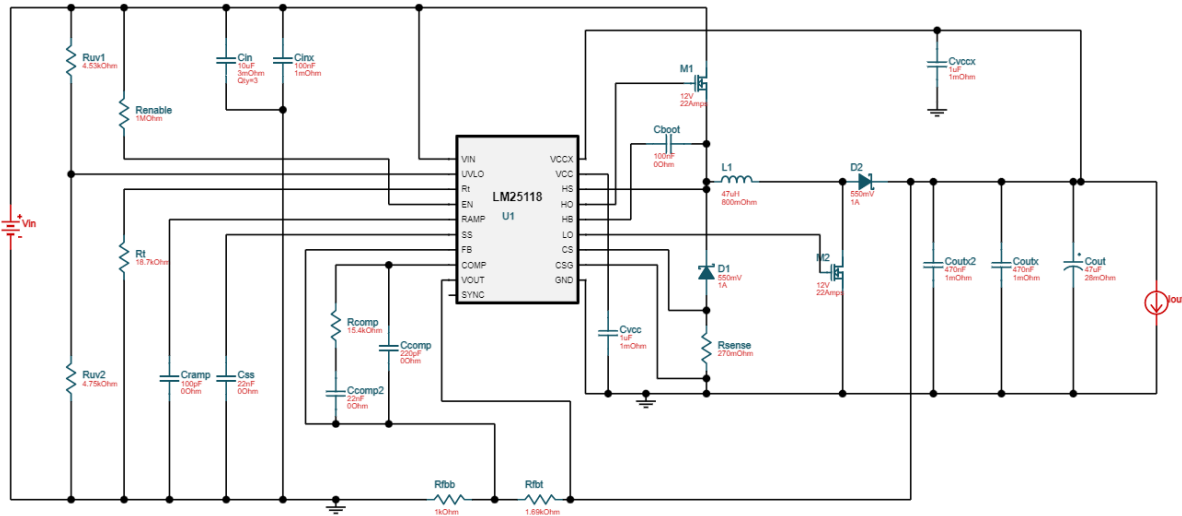 Vin
Ruv1
4.53kOhm
Renable
1MOhm
Cin
10uF
3mOhm
Qty=3
Cinx
100nF
1mOhm
Rt
18.7kOhm
Ruv2
4.75kOhm
Cramp
100pF
0Ohm
Css
22nF
0Ohm
Rcomp
15.4kOhm
Ccomp
220pF
0Ohm
Ccomp2
22nF
0Ohm
VIN
UVLO
Rt
EN
RAMP
SS
FB
COMP
VOUT
SYNC
LM25118
U1
VCCX
VCC
HS
HO
HB
LO
CS
CSG
GND
M1
12V
22Amps
Cboot
100nF
0Ohm
L1
47uH
800mOhm
D2
550mV
1A
Cvccx
1uF
1mOhm
D1
550mV
1A
M2
12V
22Amps
Cvcc
1uF
1mOhm
Rsense
270mOhm
Coutx2
470nF
1mOhm
Coutx
470nF
1mOhm
Cout
47uF
28mOhm
Iou
Rfbb
1kOhm
Rfbt
1.69kOhm